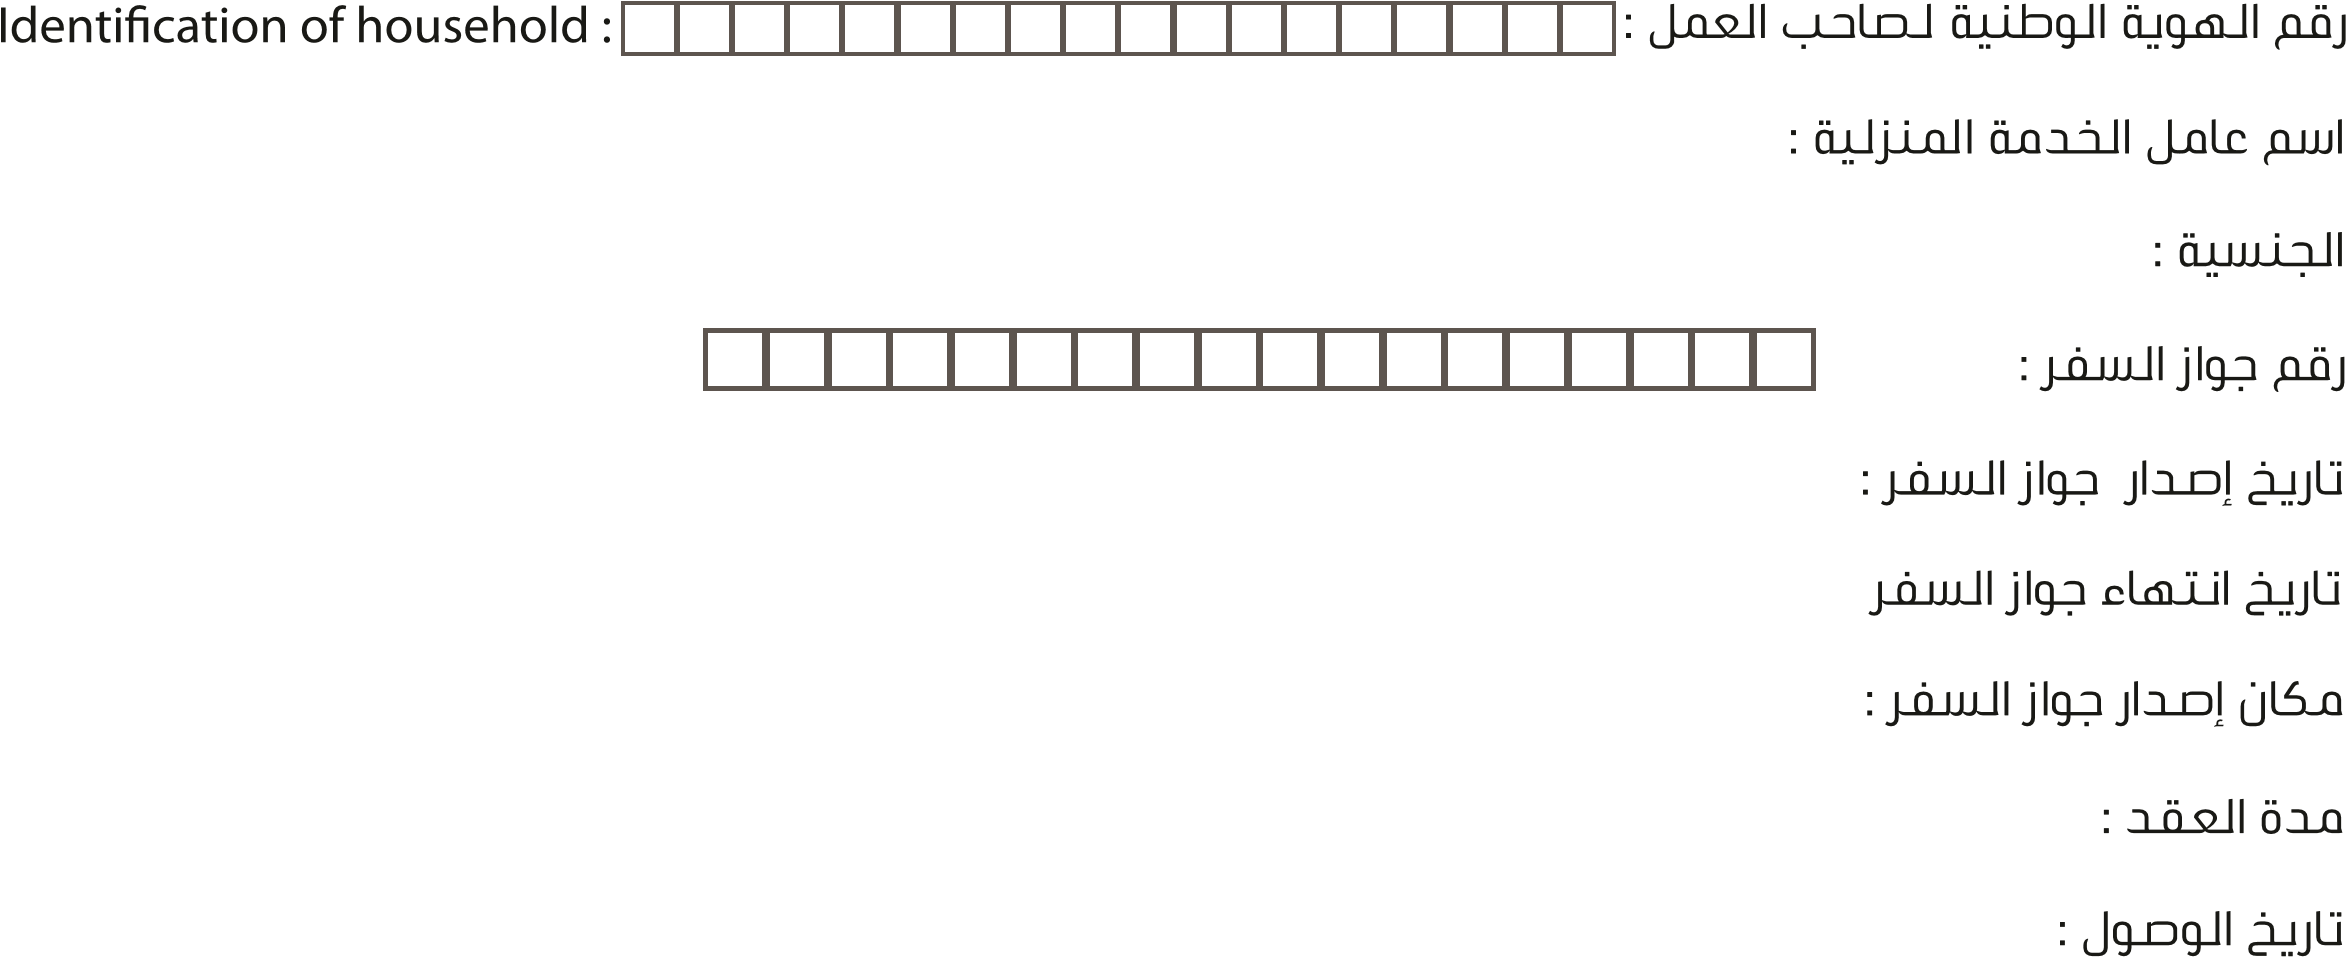 Identification of household : رقم الهوية الوطنية لصاحب العمل :
اسم عامل الخدمة المنزلية :
الجنسية :
رقم جواز السفر :
تاريخ إصدار جواز السفر :
تاريخ انتهاء جواز السفر
مكان إصدار جواز السفر :
مدة العقد :
تاريخ الوصول :